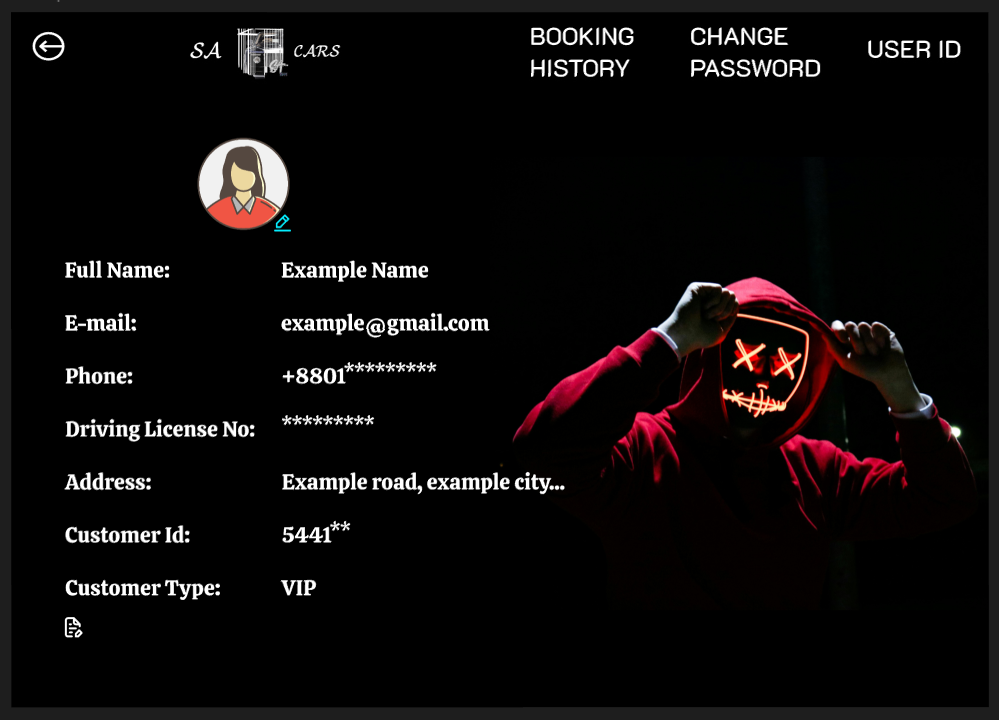 SA CARS
BOOKING HISTORY
CHANGE PASSWORD
USER ID
Full Name: Example Name
E-mail: example@gmail.com
Phone: +8801*********
Driving License No: *********
Address: Example road, example city...
Customer Id: 5441**
Customer Type: VIP